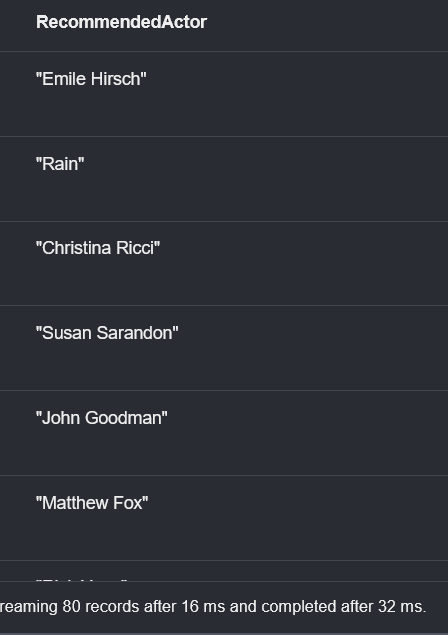 RecommendedActor
"Emile Hirsch"
"Rain"
"Christina Ricci"
"Susan Sarandon"
"John Goodman"
"Matthew Fox"
reaming 80 records after 16 ms and completed after 32 ms.